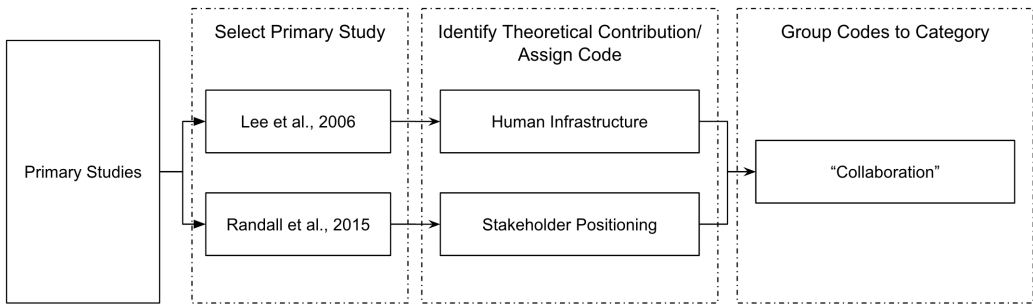 Select Primary Study
Identify Theoretical Contribution/
Assign Code
Group Codes to Category
Primary Studies
Lee et al., 2006
Human Infrastructure
“Collaboration”
Randall et al., 2015
Stakeholder Positioning